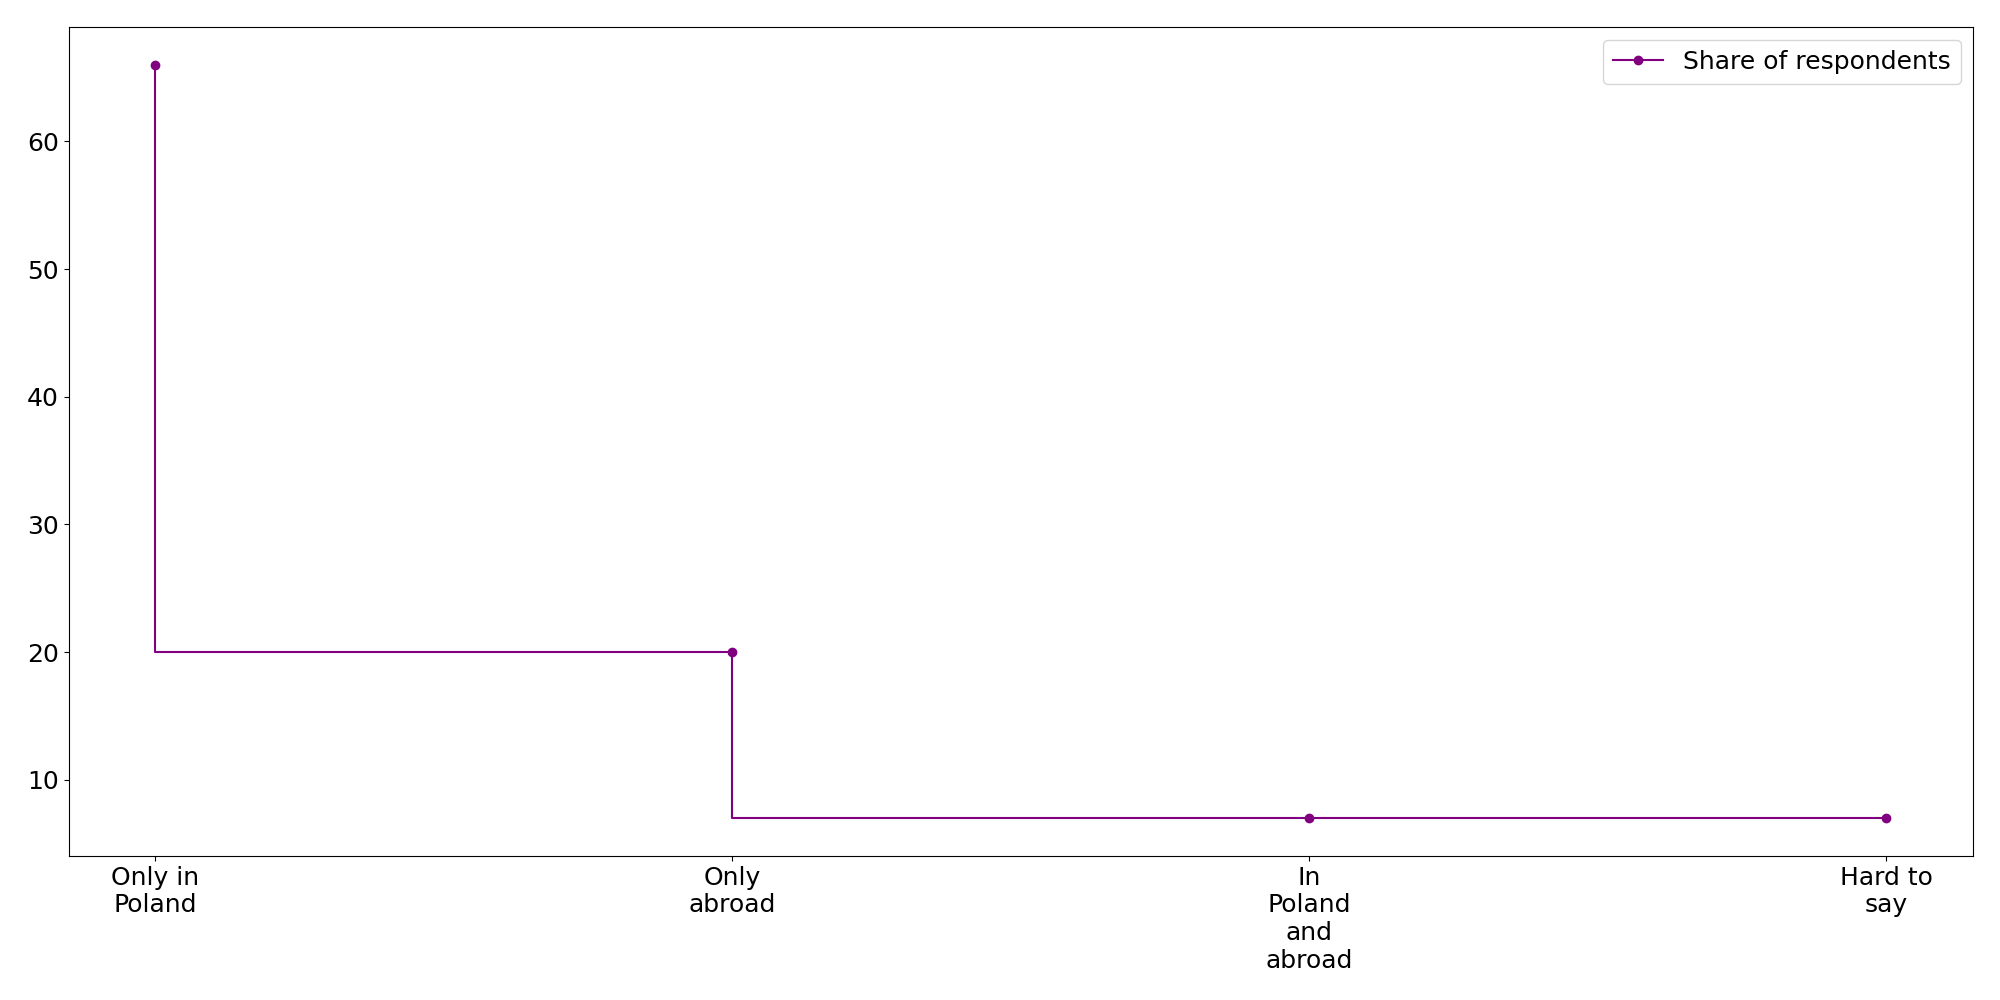 Share of respondents
60
50
40
30
20
10
Only in
Poland
Only
abroad
In
Poland
and
abroad
Hard to
say